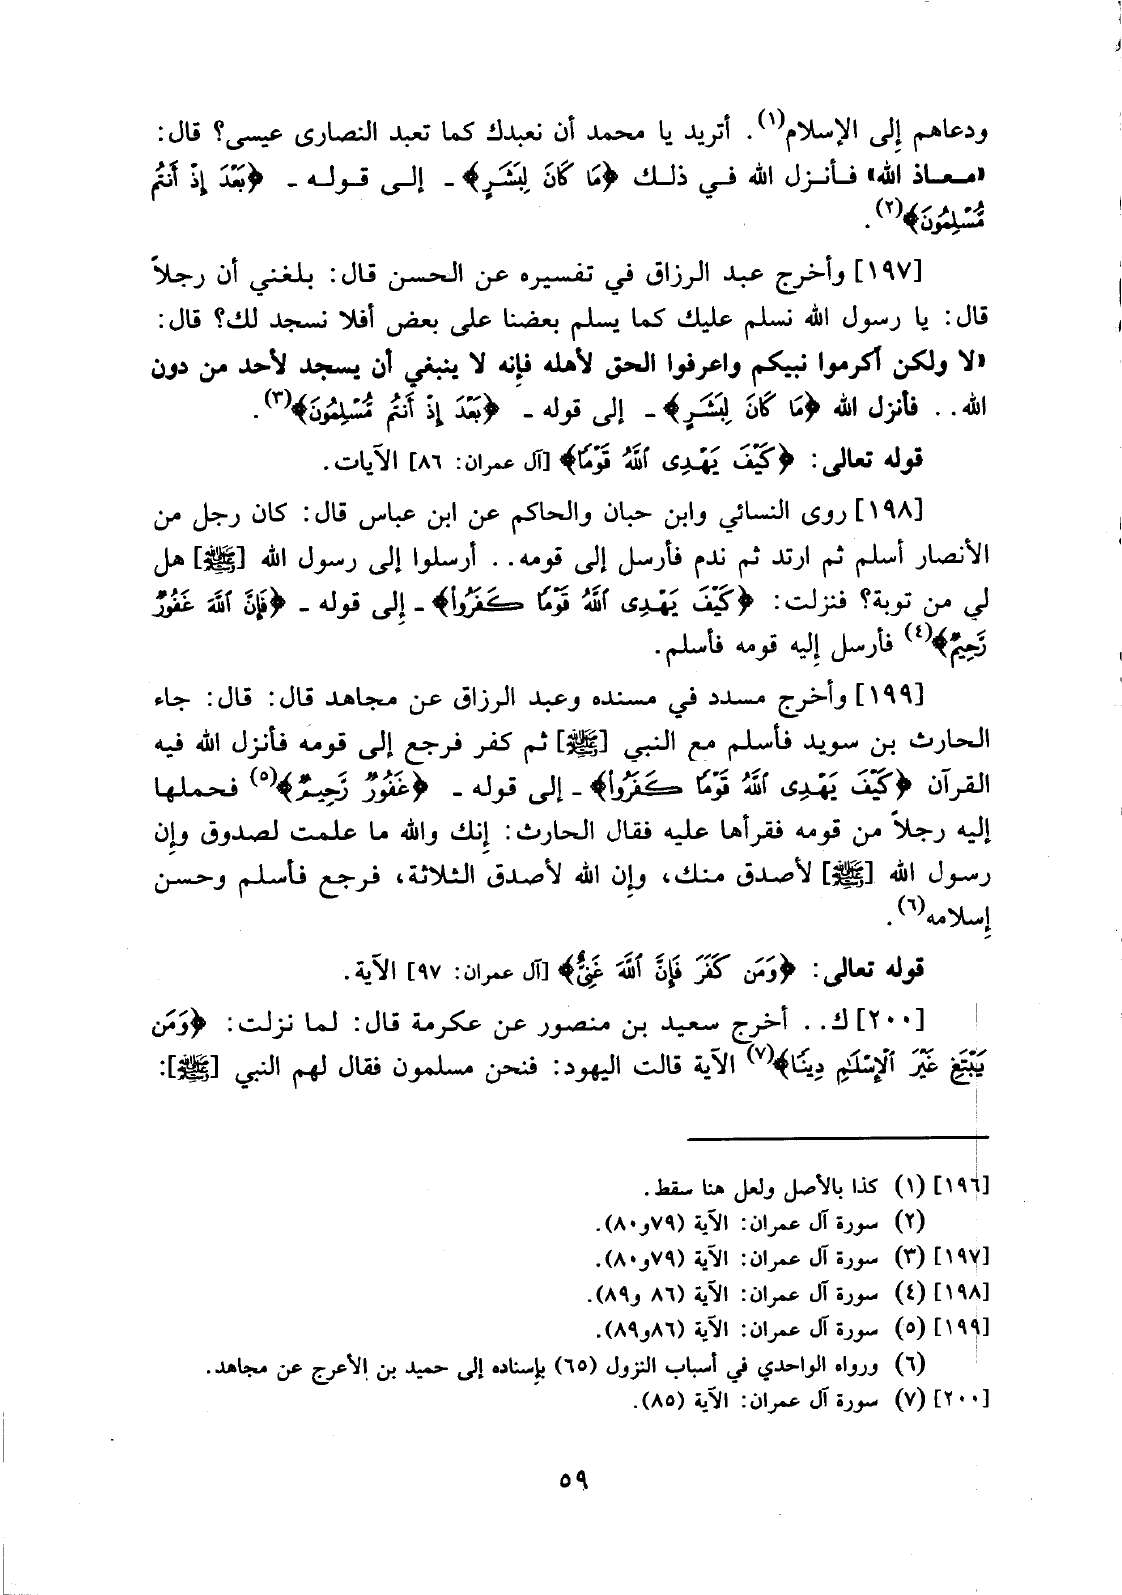 ودعاهم إلى الإسلام(١). أتريد يا محمد أن نعبدك كما تعبد النصارى عيسى؟ قال:
«معاذ الله» فأنزل الله في ذلك ﴿مَا كَانَ لِبَشَرٍ﴾ - إلى قوله - ﴿بَعْدَ إِذْ أَنتُم
مُّسْلِمُونَ﴾(٢).
[١٩٧] وأخرج عبد الرزاق في تفسيره عن الحسن قال: بلغني أن رجلاً
قال: يا رسول الله نسلم عليك كما يسلم بعضنا على بعض أفلا نسجد لك؟ قال:
«لا ولكن أكرموا نبيكم واعرفوا الحق لأهله فإنه لا ينبغي أن يسجد لأحد من دون
الله.. فأنزل الله ﴿مَا كَانَ لِبَشَرٍ﴾ - إلى قوله - ﴿بَعْدَ إِذْ أَنتُم مُّسْلِمُونَ﴾(٣).
قوله تعالى: ﴿كَيْفَ يَهْدِى ٱللَّهُ قَوْمًا﴾ [آل عمران: ٨٦] الآيات.
[١٩٨] روى النسائي وابن حبان والحاكم عن ابن عباس قال: كان رجل من
الأنصار أسلم ثم ارتد ثم ندم فأرسل إلى قومه.. أرسلوا إلى رسول الله [ﷺ] هل
لي من توبة؟ فنزلت: ﴿كَيْفَ يَهْدِى ٱللَّهُ قَوْمًا كَفَرُوا۟﴾ - إلى قوله - ﴿فَإِنَّ ٱللَّهَ غَفُورٌ
رَّحِيمٌ﴾(٤) فأرسل إليه قومه فأسلم.
[١٩٩] وأخرج مسدد في مسنده وعبد الرزاق عن مجاهد قال: قال: جاء
الحارث بن سويد فأسلم مع النبي [ﷺ] ثم كفر فرجع إلى قومه فأنزل الله فيه
القرآن ﴿كَيْفَ يَهْدِى ٱللَّهُ قَوْمًا كَفَرُوا۟﴾ - إلى قوله - ﴿غَفُورٌ رَّحِيمٌ﴾(٥) فحملها
إليه رجلاً من قومه فقرأها عليه فقال الحارث: إنك والله ما علمت لصدوق وإن
رسول الله [ﷺ] لأصدق منك، وإن الله لأصدق الثلاثة، فرجع فأسلم وحسن
إسلامه(٦).
قوله تعالى: ﴿وَمَن كَفَرَ فَإِنَّ ٱللَّهَ غَنِىٌّ﴾ [آل عمران: ٩٧] الآية.
[٢٠٠] ك.. أخرج سعيد بن منصور عن عكرمة قال: لما نزلت: ﴿وَمَن
يَبْتَغِ غَيْرَ ٱلْإِسْلَٰمِ دِينًا﴾(٧) الآية قالت اليهود: فنحن مسلمون فقال لهم النبي [ﷺ]:
[١٩٦] (١) كذا بالأصل ولعل هنا سقط.
(٢) سورة آل عمران: الآية (٧٩و٨٠).
[١٩٧] (٣) سورة آل عمران: الآية (٧٩و٨٠).
[١٩٨] (٤) سورة آل عمران: الآية (٨٦ و٨٩).
[١٩٩] (٥) سورة آل عمران: الآية (٨٦و٨٩).
(٦) ورواه الواحدي في أسباب النزول (٦٥) بإسناده إلى حميد بن الأعرج عن مجاهد.
[٢٠٠] (٧) سورة آل عمران: الآية (٨٥).
٥٩